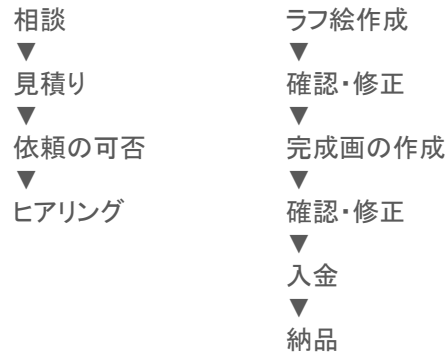 相談
▼
見積り
▼
依頼の可否
▼
ヒアリング
ラフ絵作成
▼
確認・修正
▼
完成画の作成
▼
確認・修正
▼
入金
▼
納品